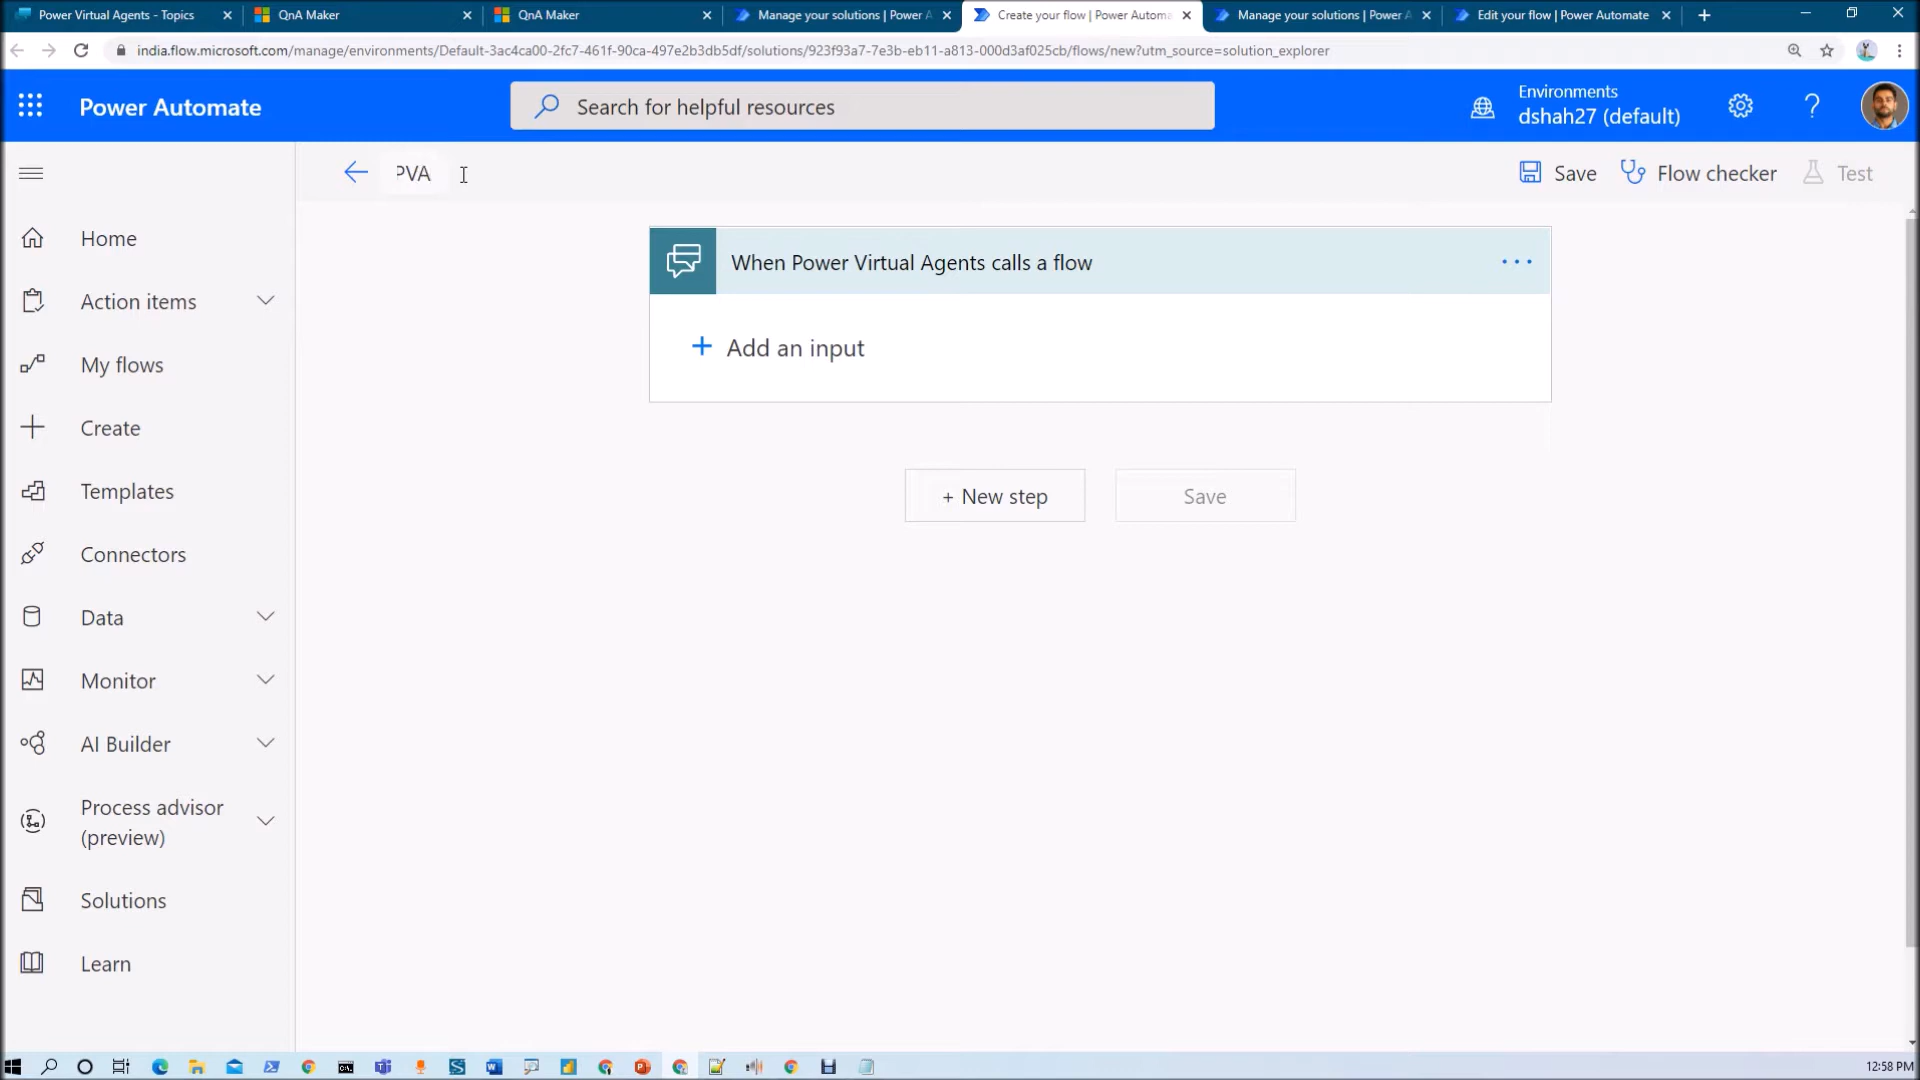 Power Virtual Agents - Topics
QnA Maker
QnA Maker
Manage your solutions | Power A
Create your flow | Power Automa
Manage your solutions | Power A
Edit your flow | Power Automate
india.flow.microsoft.com/manage/environments/Default-3ac4ca00-2fc7-461f-90ca-497e2b3db5df/solutions/923f93a7-7e3b-eb11-a813-000d3af025cb/flows/new?utm_source=solution_explorer
Power Automate
Search for helpful resources
Environments
dshah27 (default)
PVA
Save
Flow checker
Test
Home
Action items
My flows
Create
Templates
Connectors
Data
Monitor
AI Builder
Process advisor
(preview)
Solutions
Learn
When Power Virtual Agents calls a flow
+ Add an input
+ New step
Save
12:58 PM